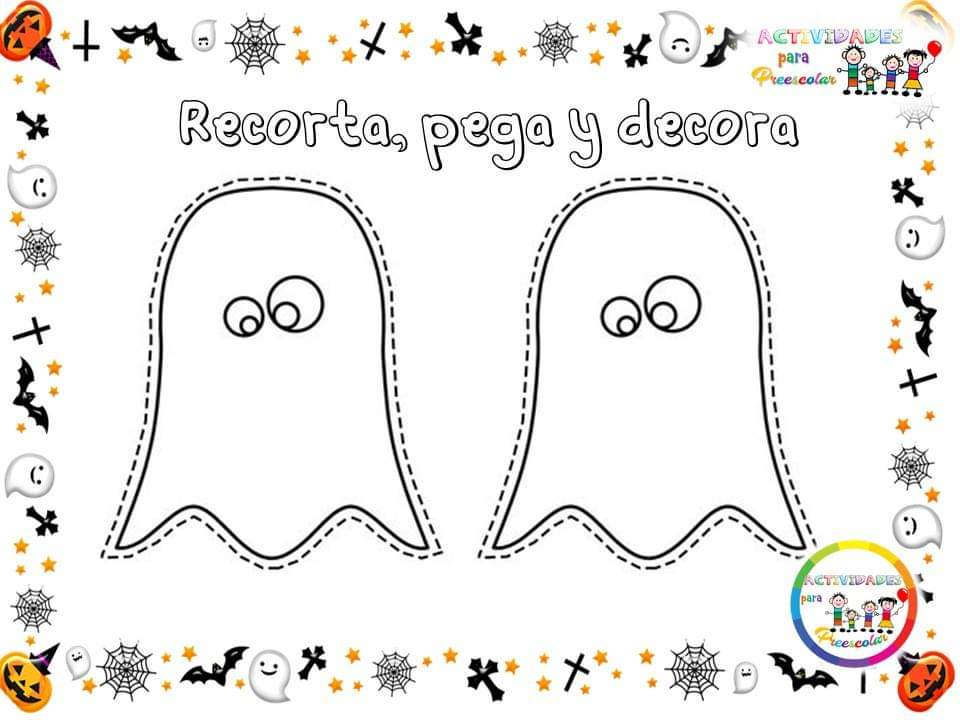 ACTIVIDADES
para
Preescolar
Recorta, pega y decora
ACTIVIDADES
para
Preescolar